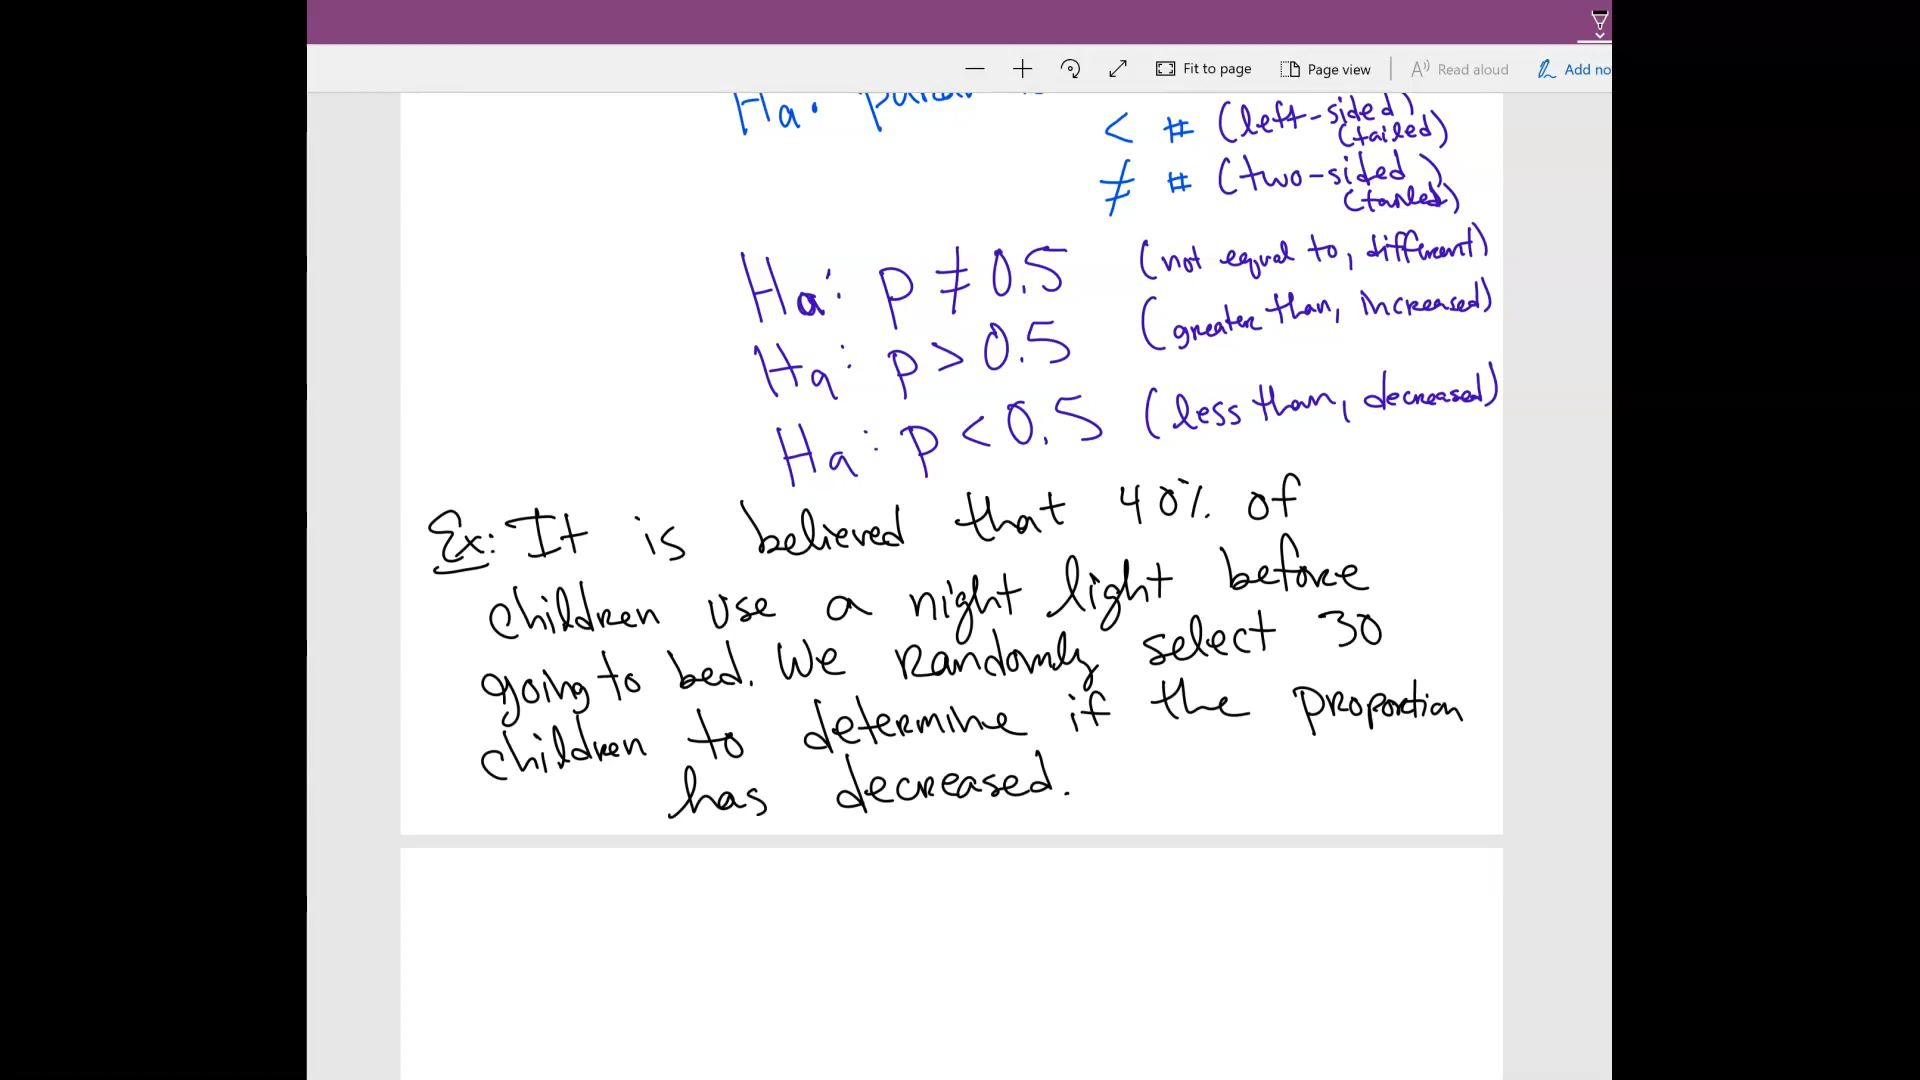 Fit to page Page view Read aloud Add no
Ha:
< # (left-sided)
(tailed)
≠ # (two-sided)
(tailed)
Ha: p ≠ 0.5 (not equal to, different)
Ha: p > 0.5 (greater than, increased)
Ha: p < 0.5 (less than, decreased)
Ex: It is believed that 40% of
children use a night light before
going to bed. We randomly select 30
children to determine if the proportion
has decreased.